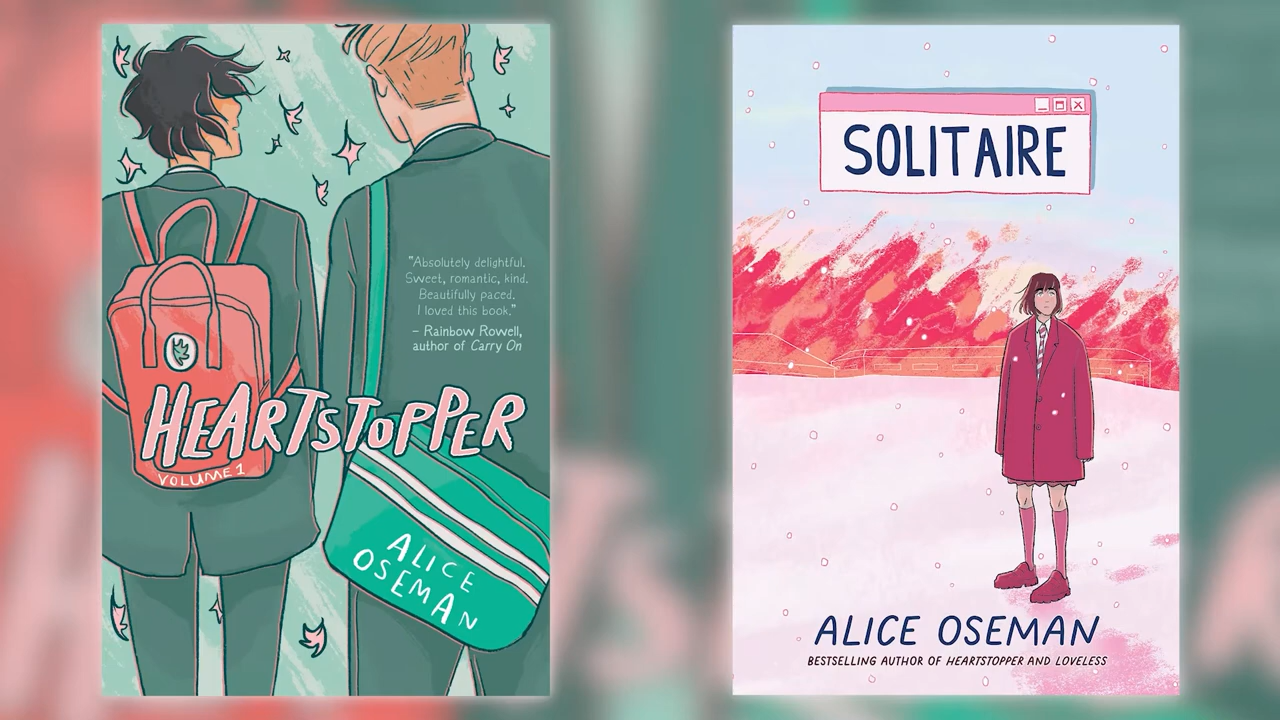 "Absolutely delightful.
Sweet, romantic, kind.
Beautifully paced.
I loved this book."
– Rainbow Rowell,
author of Carry On
HEARTSTOPPER
VOLUME 1
ALICE
OSEMAN
SOLITAIRE
ALICE OSEMAN
BESTSELLING AUTHOR OF HEARTSTOPPER AND LOVELESS